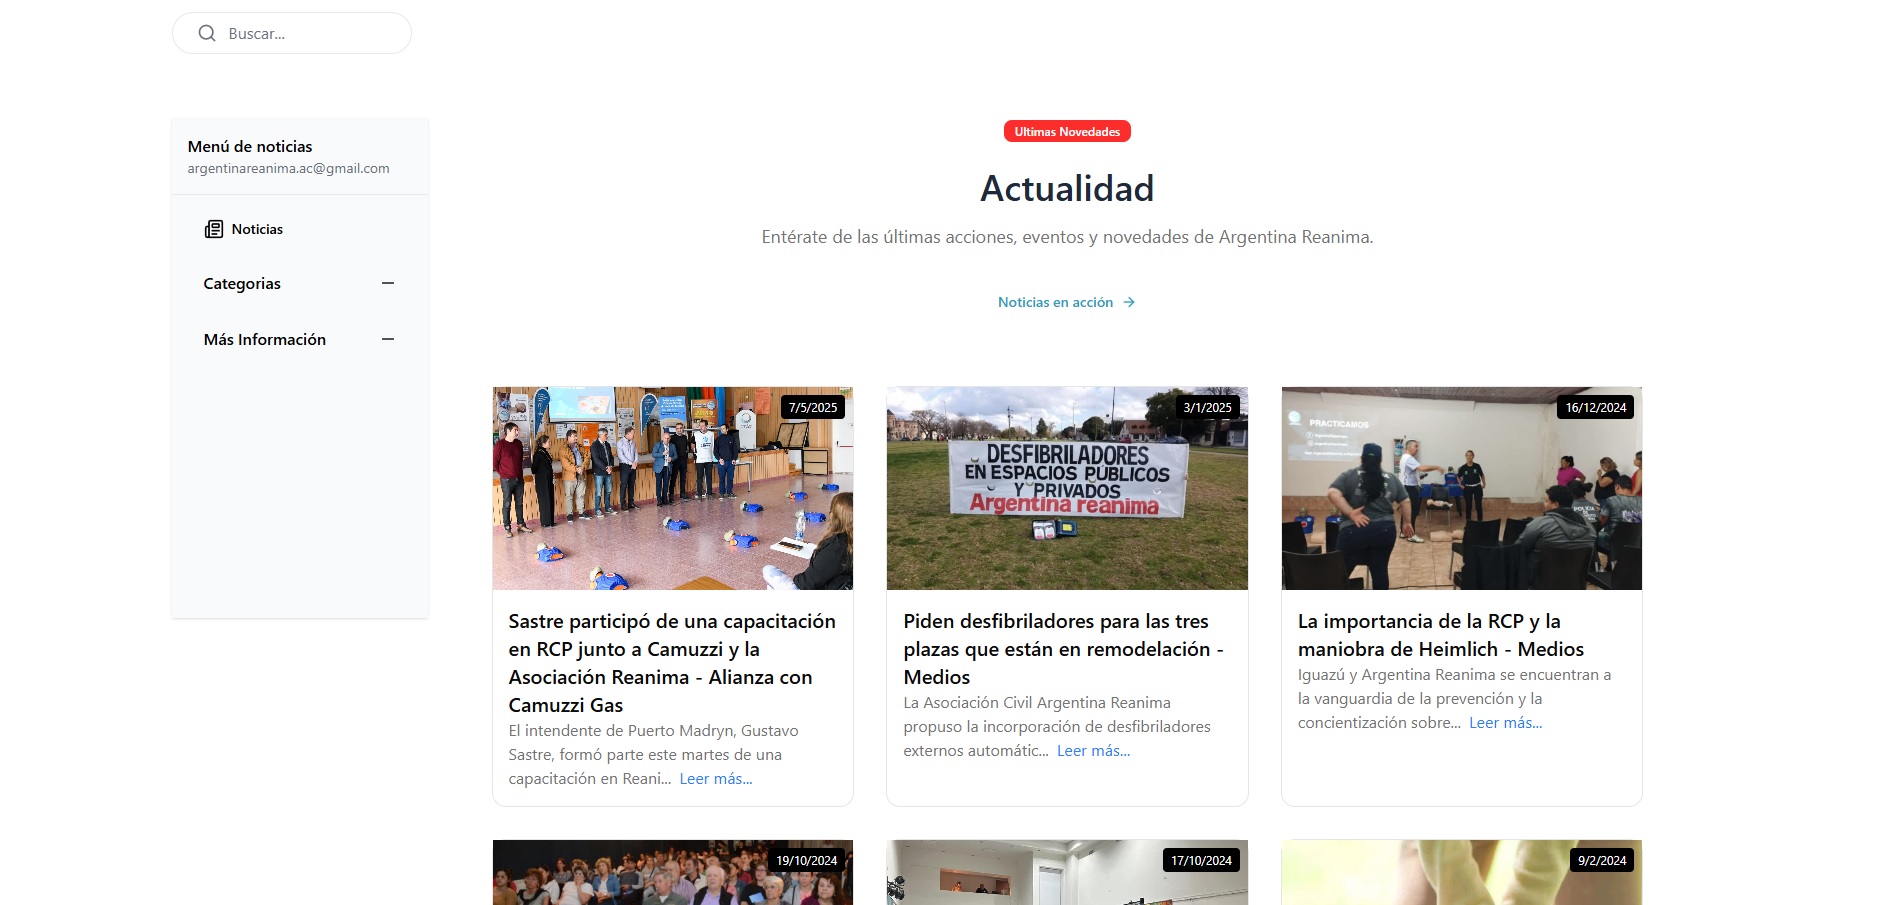 Buscar...
Menú de noticias
argentinareanima.ac@gmail.com
Noticias
Categorias
Más Información
Ultimas Novedades
Actualidad
Entérate de las últimas acciones, eventos y novedades de Argentina Reanima.
Noticias en acción
7/5/2025
Sastre participó de una capacitación
en RCP junto a Camuzzi y la
Asociación Reanima - Alianza con
Camuzzi Gas
El intendente de Puerto Madryn, Gustavo
Sastre, formó parte este martes de una
capacitación en Reani... Leer más...
3/1/2025
DESFIBRILADORES
EN ESPACIOS PÚBLICOS
Y PRIVADOS
Argentina reanima
Piden desfibriladores para las tres
plazas que están en remodelación -
Medios
La Asociación Civil Argentina Reanima
propuso la incorporación de desfibriladores
externos automátic... Leer más...
16/12/2024
PRACTICAMOS
POLICIA
La importancia de la RCP y la
maniobra de Heimlich - Medios
Iguazú y Argentina Reanima se encuentran a
la vanguardia de la prevención y la
concientización sobre... Leer más...
19/10/2024
17/10/2024
9/2/2024